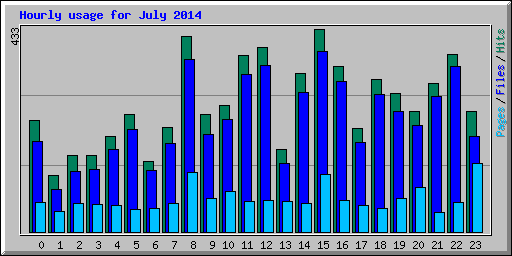 Hourly usage for July 2014
433
Pages / Files / Hits
0 1 2 3 4 5 6 7 8 9 10 11 12 13 14 15 16 17 18 19 20 21 22 23